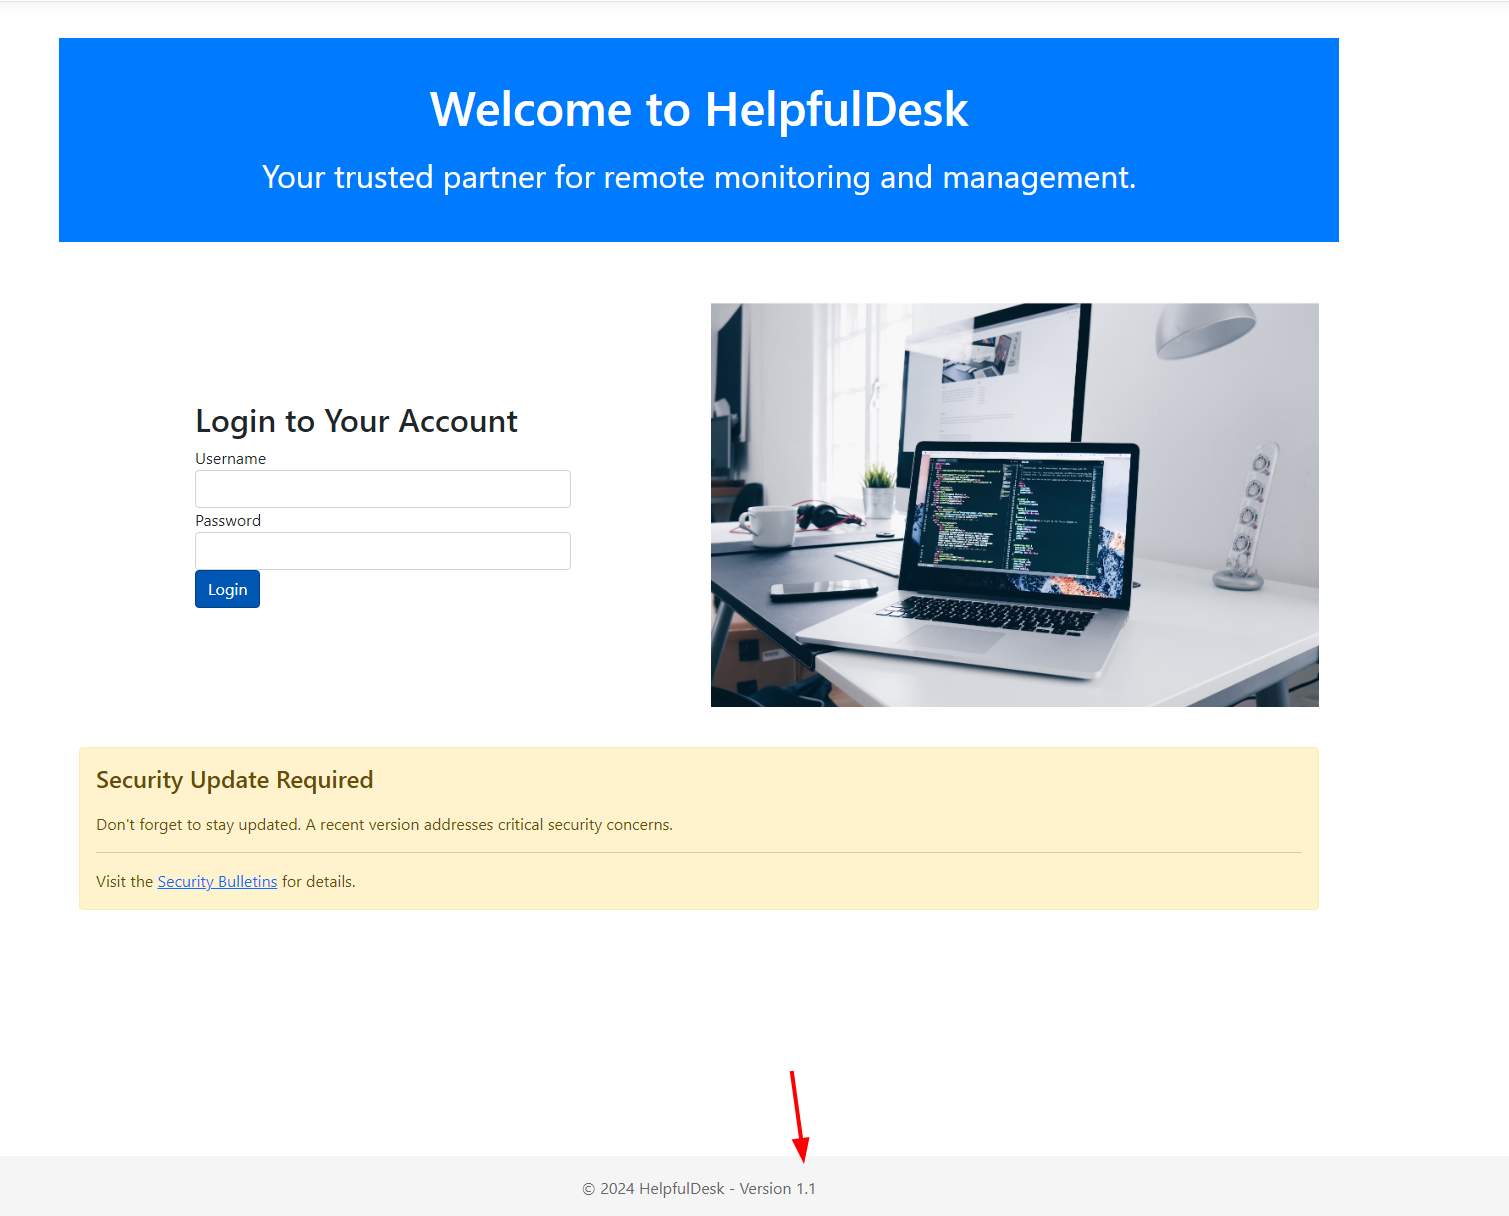 Welcome to HelpfulDesk
Your trusted partner for remote monitoring and management.
Login to Your Account
Username
Password
Login
Security Update Required
Don't forget to stay updated. A recent version addresses critical security concerns.
Visit the Security Bulletins for details.
© 2024 HelpfulDesk - Version 1.1